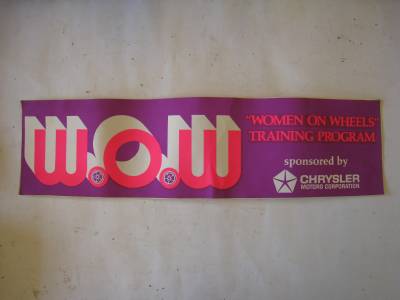 W.O.W
"WOMEN ON WHEELS"
TRAINING PROGRAM
sponsored by
CHRYSLER
MOTORS CORPORATION